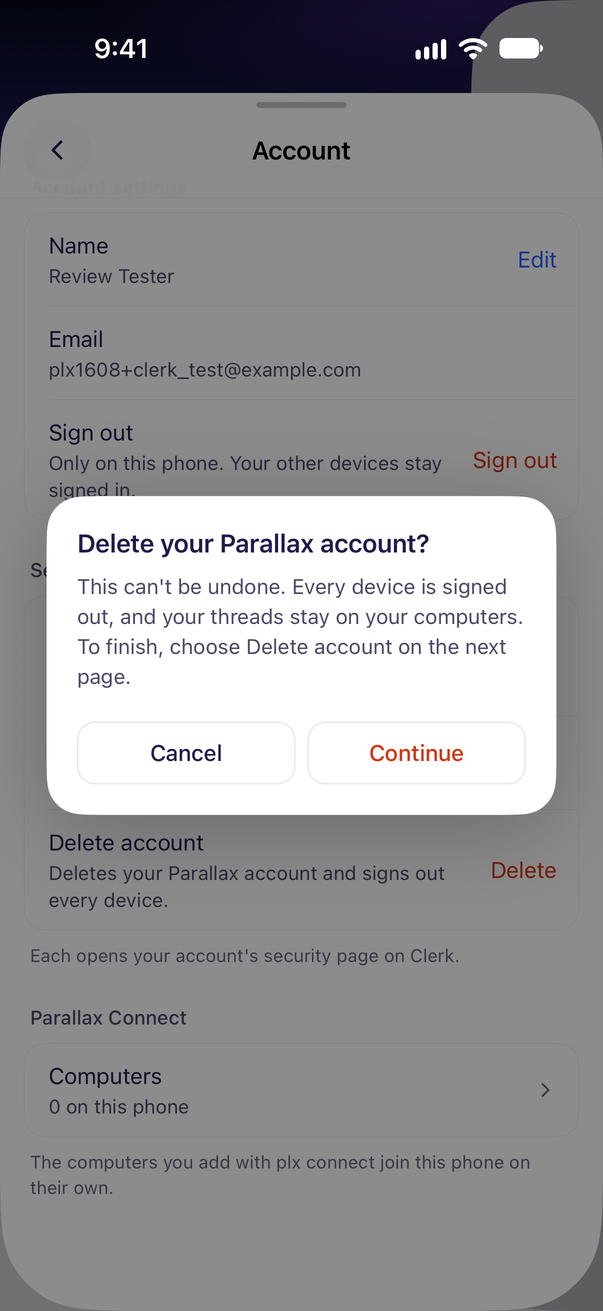 9:41
Account
Account settings
Name
Review Tester
Edit
Email
plx1608+clerk_test@example.com
Sign out
Only on this phone. Your other devices stay
signed in.
Sign out
Delete your Parallax account?
This can't be undone. Every device is signed
out, and your threads stay on your computers.
To finish, choose Delete account on the next
page.
Cancel
Continue
Delete account
Deletes your Parallax account and signs out
every device.
Delete
Each opens your account's security page on Clerk.
Parallax Connect
Computers
0 on this phone
The computers you add with plx connect join this phone on
their own.